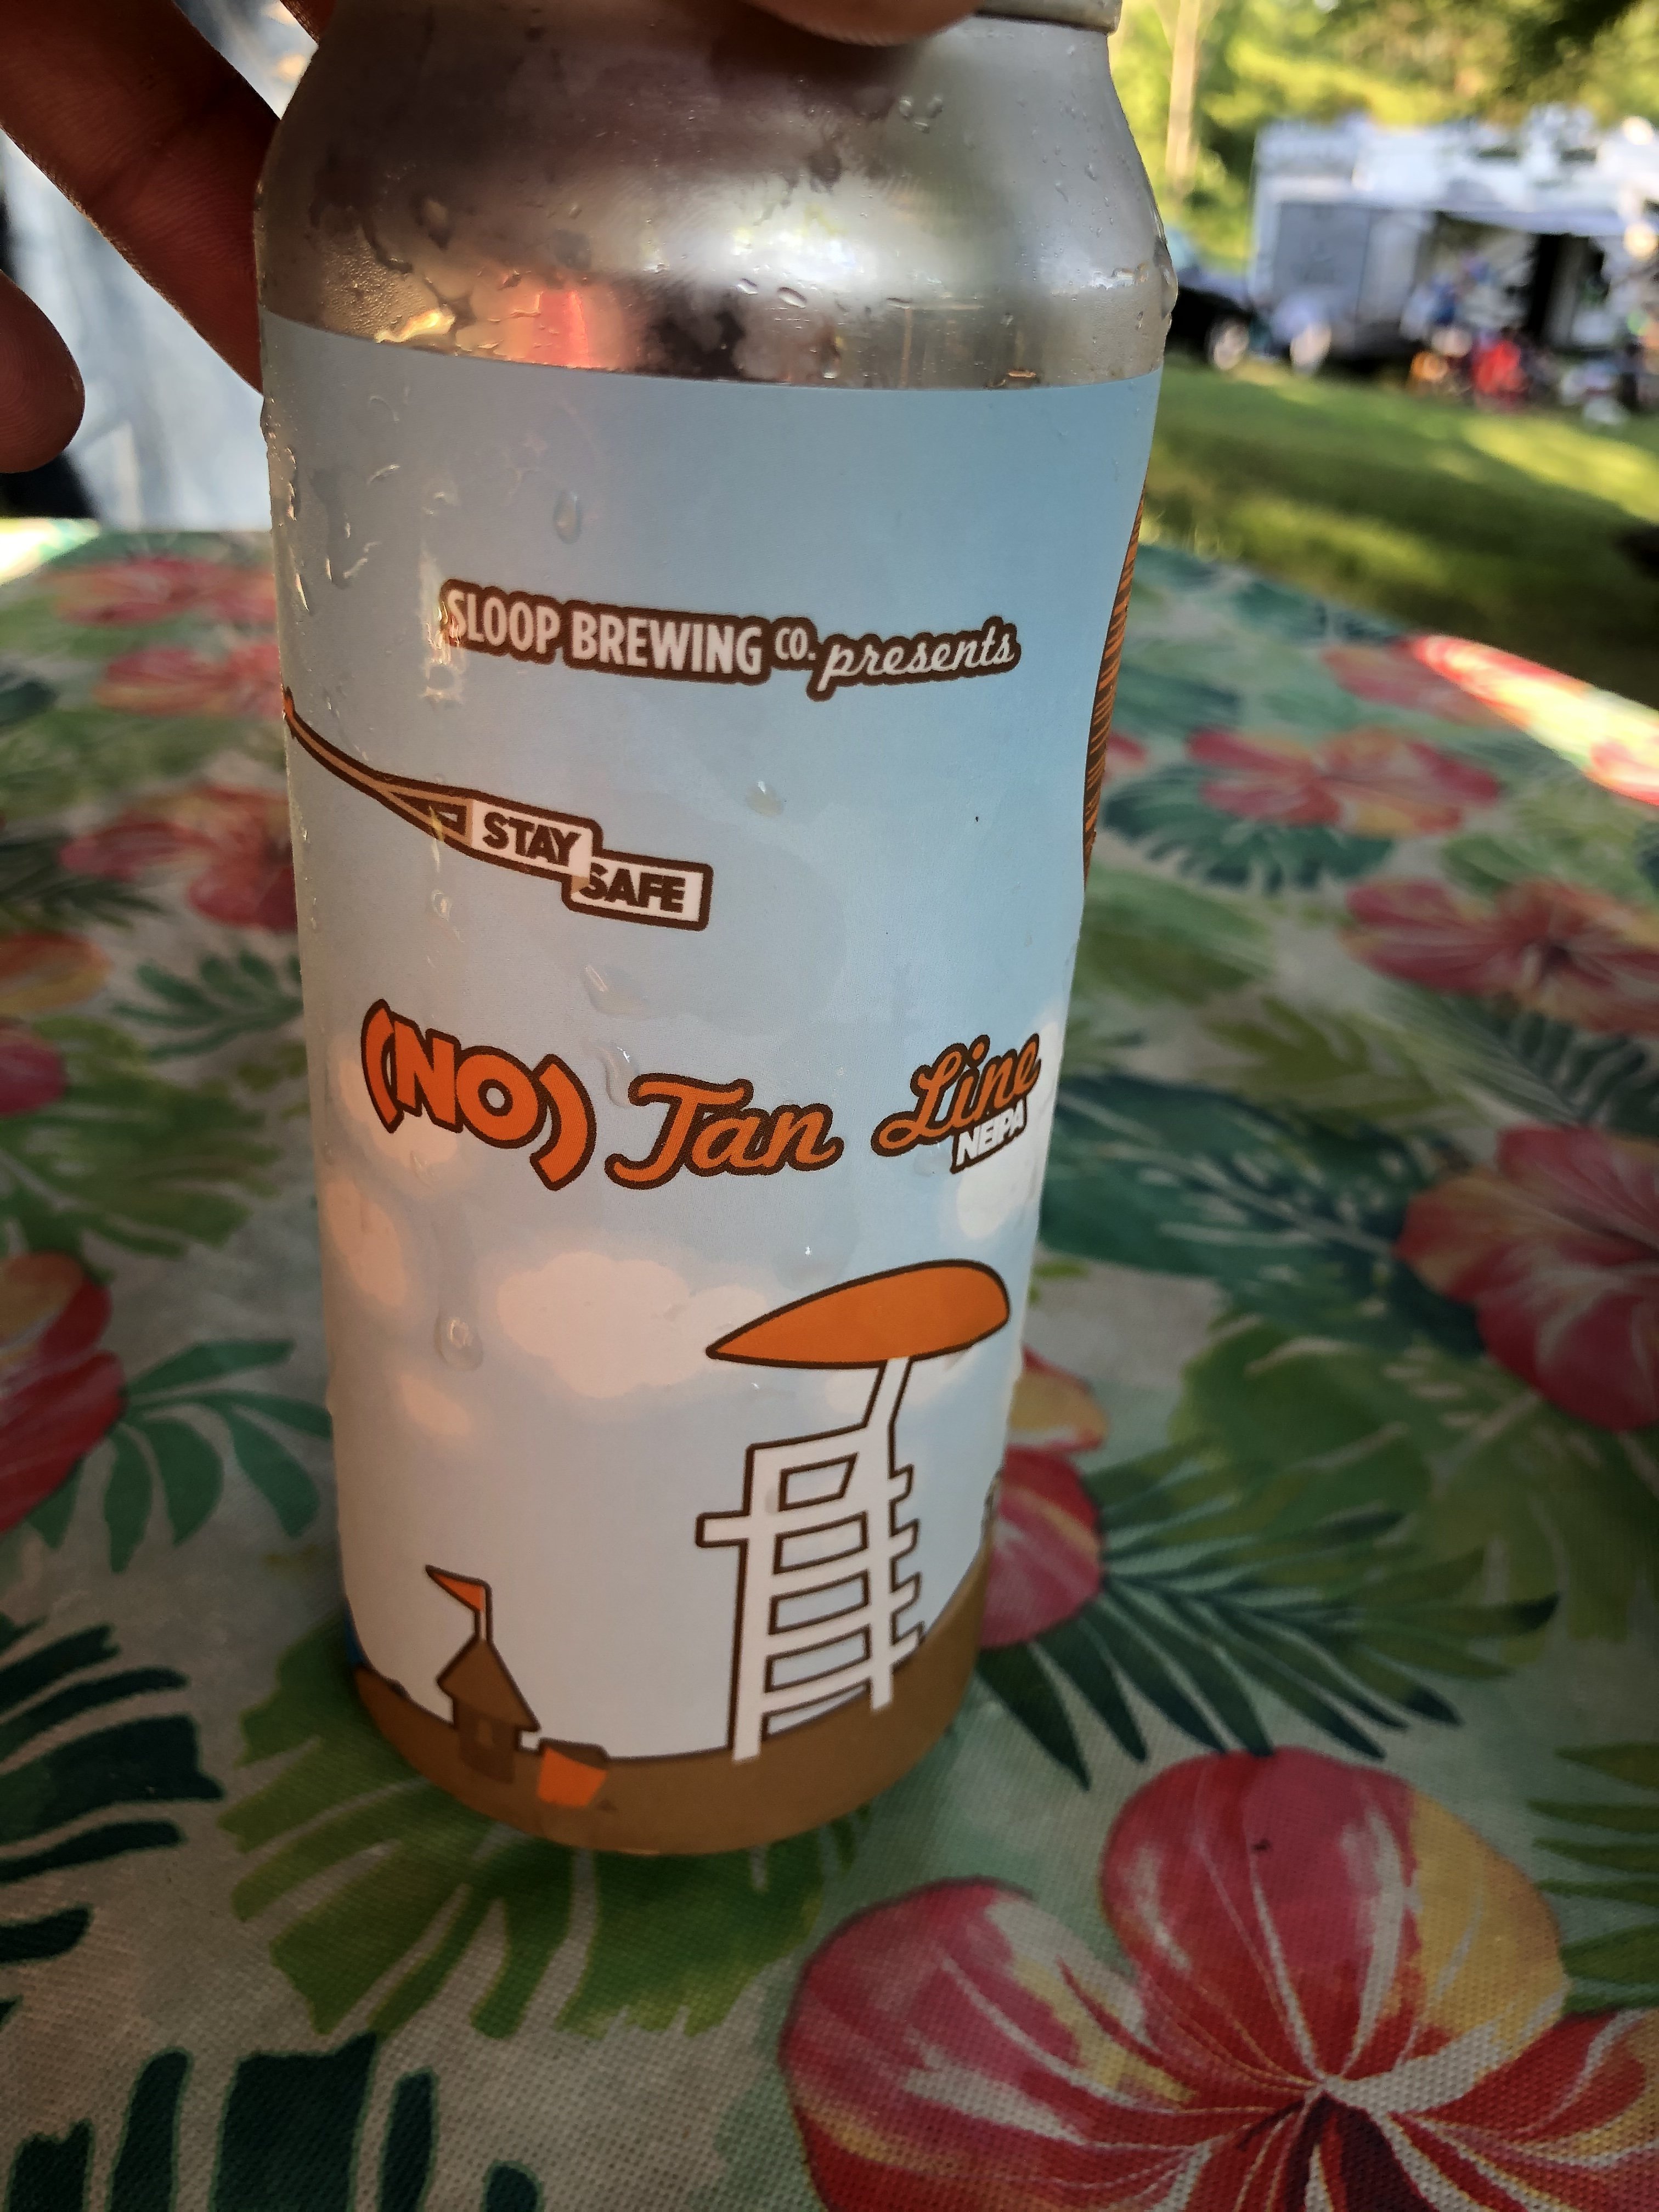 SLOOP BREWING CO. presents
STAY
SAFE
(NO) Tan Line
NEIPA